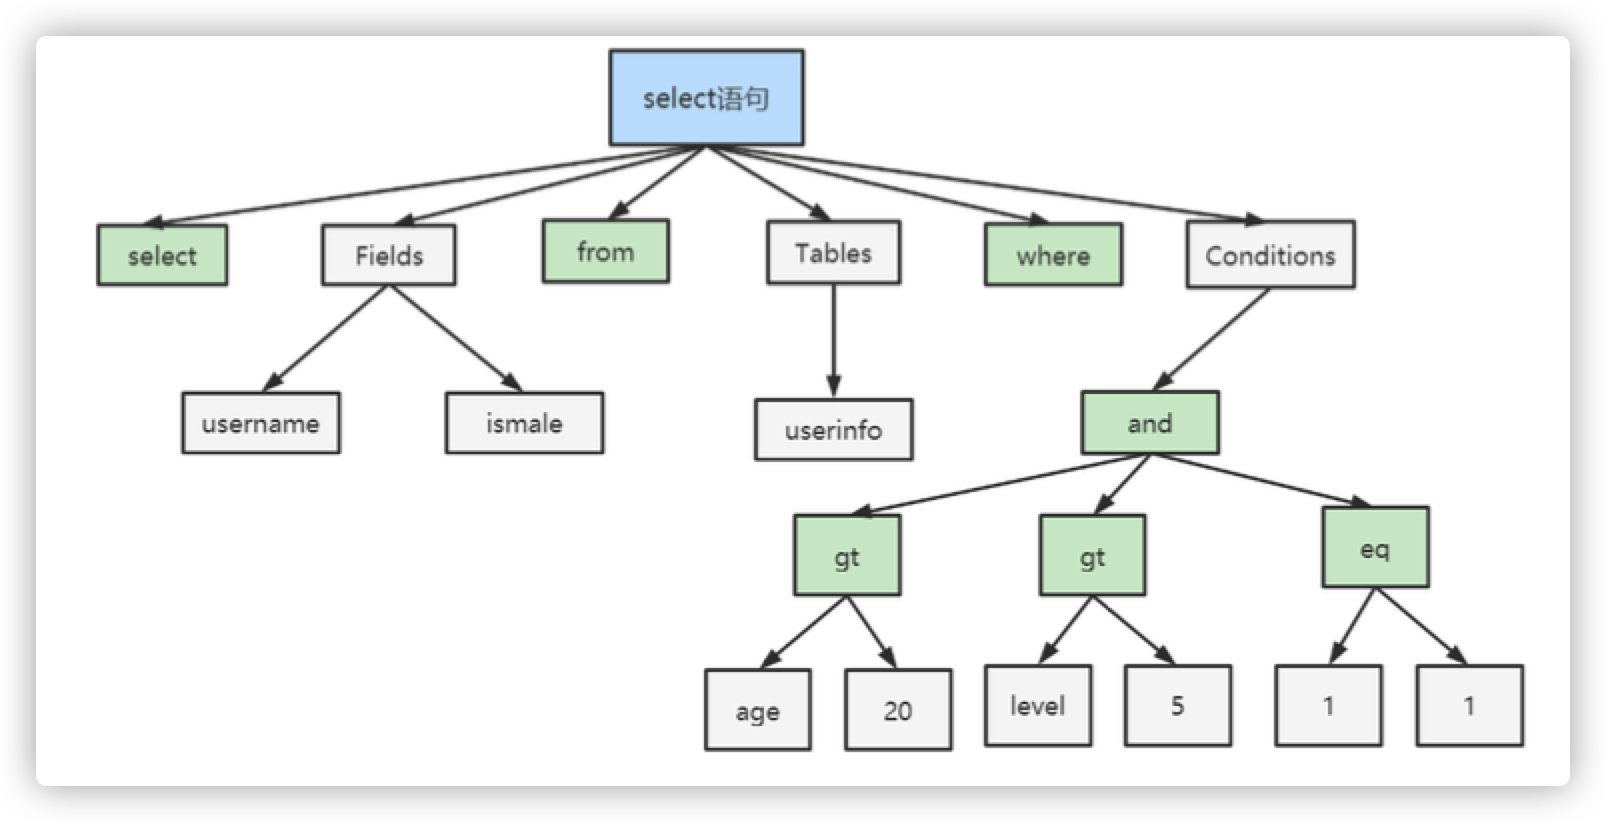 select语句
select
Fields
from
Tables
where
Conditions
username
ismale
userinfo
and
gt
gt
eq
age
20
level
5
1
1